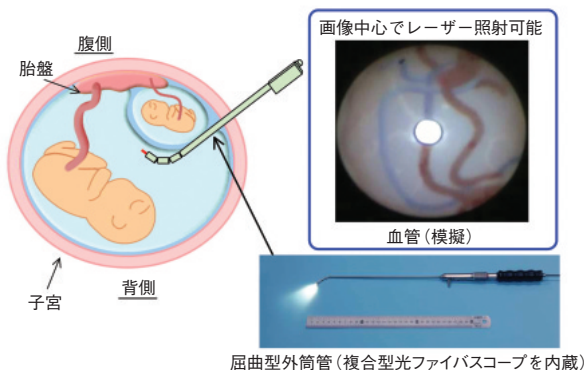 腹側
胎盤
子宮
背側
画像中心でレーザー照射可能
血管（模擬）
屈曲型外筒管（複合型光ファイバスコープを内蔵）